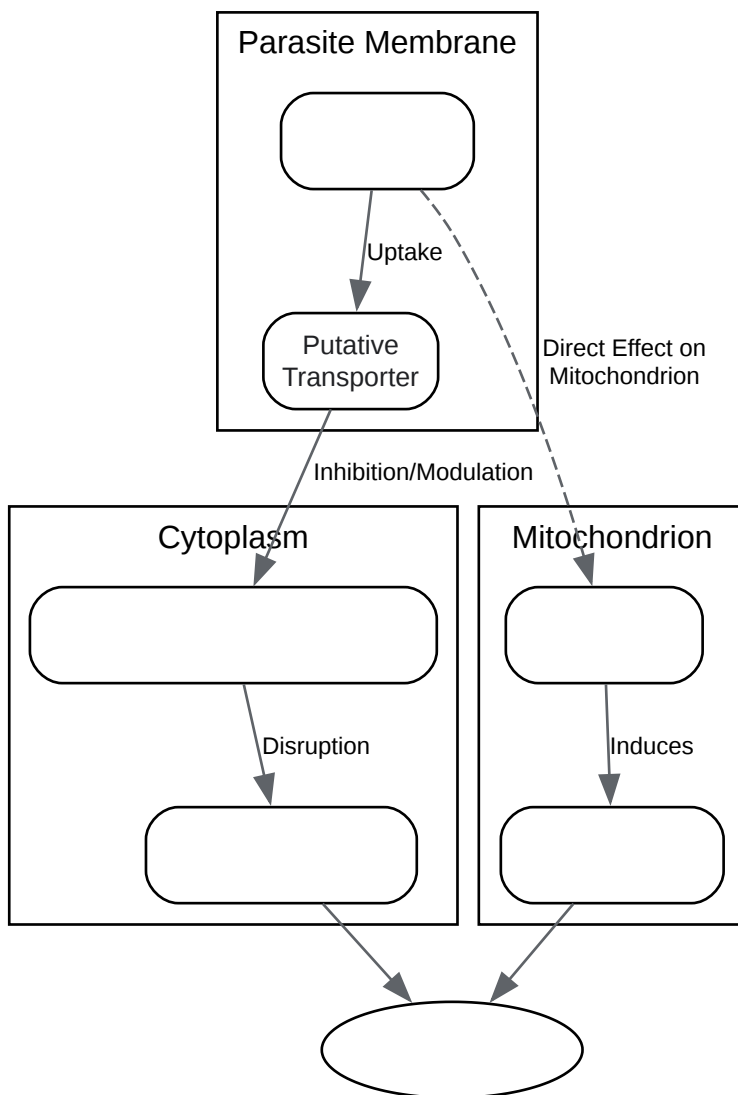 Parasite Membrane
Uptake
Putative
Transporter
Direct Effect on
Mitochondrion
Inhibition/Modulation
Cytoplasm
Mitochondrion
Disruption
Induces